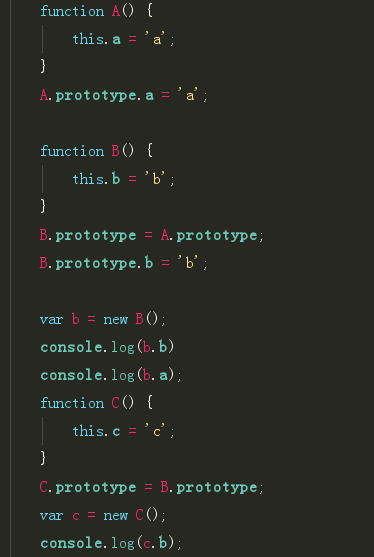 function A() {
    this.a = 'a';
}
A.prototype.a = 'a';

function B() {
    this.b = 'b';
}
B.prototype = A.prototype;
B.prototype.b = 'b';

var b = new B();
console.log(b.b)
console.log(b.a);
function C() {
    this.c = 'c';
}
C.prototype = B.prototype;
var c = new C();
console.log(c.b);